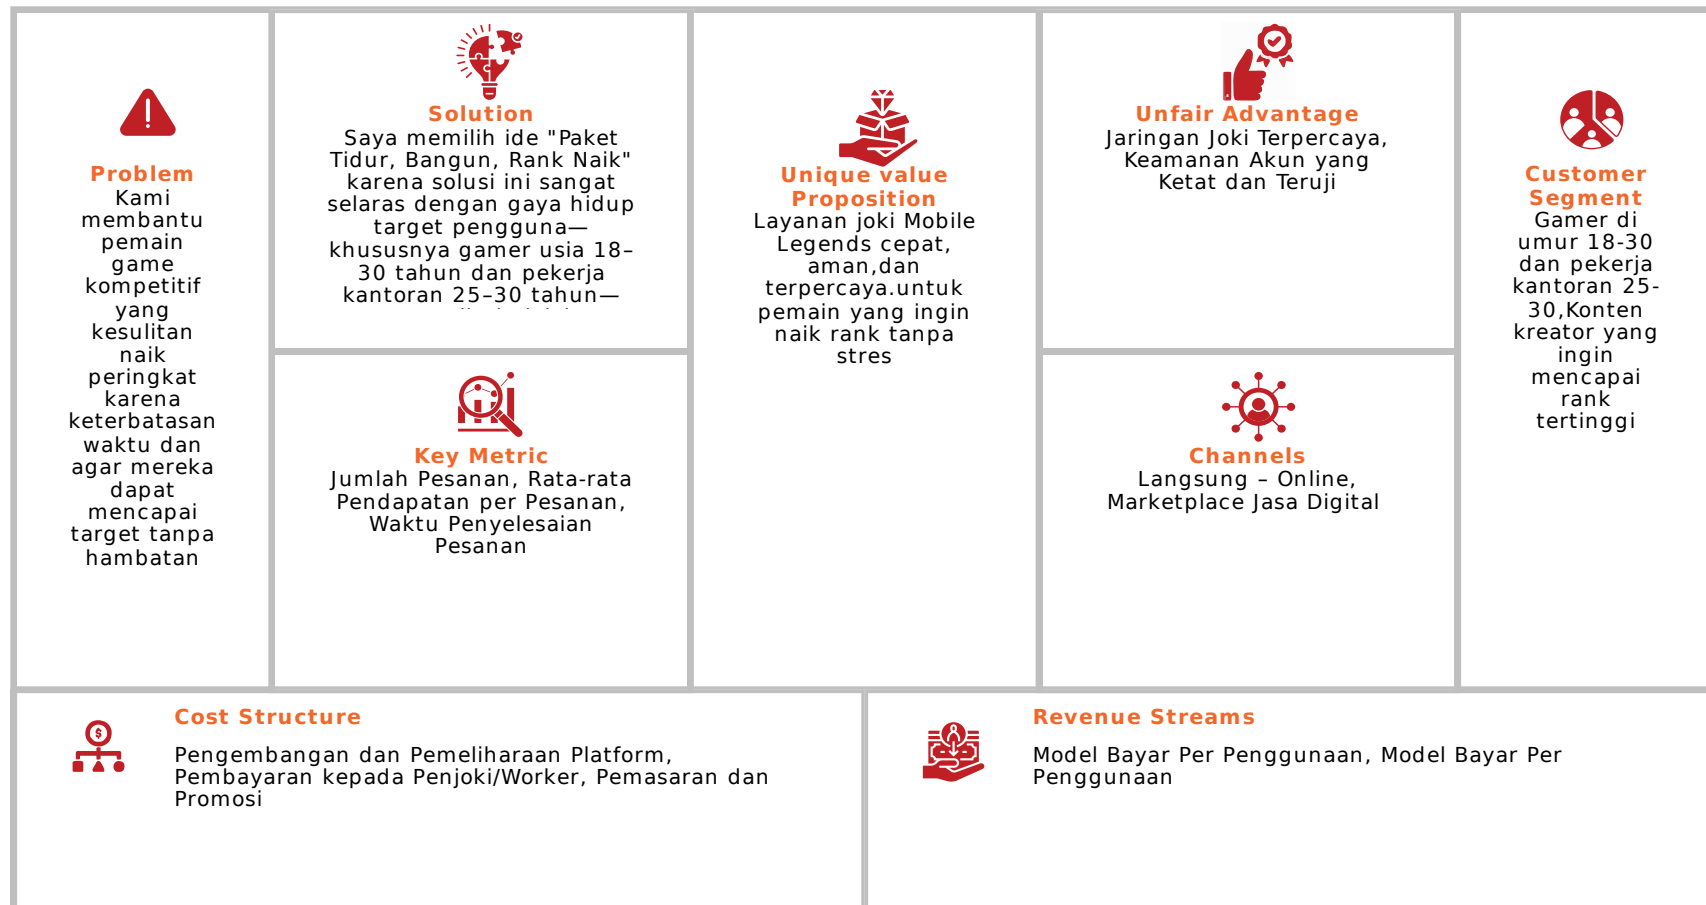 Problem
Kami
membantu
pemain
game
kompetitif
yang
kesulitan
naik
peringkat
karena
keterbatasan
waktu dan
agar mereka
dapat
mencapai
target tanpa
hambatan
Solution
Saya memilih ide "Paket
Tidur, Bangun, Rank Naik"
karena solusi ini sangat
selaras dengan gaya hidup
target pengguna—
khususnya gamer usia 18–
30 tahun dan pekerja
kantoran 25–30 tahun—
Key Metric
Jumlah Pesanan, Rata-rata
Pendapatan per Pesanan,
Waktu Penyelesaian
Pesanan
Unique value
Proposition
Layanan joki Mobile
Legends cepat,
aman,dan
terpercaya.untuk
pemain yang ingin
naik rank tanpa
stres
Unfair Advantage
Jaringan Joki Terpercaya,
Keamanan Akun yang
Ketat dan Teruji
Channels
Langsung – Online,
Marketplace Jasa Digital
Customer
Segment
Gamer di
umur 18-30
dan pekerja
kantoran 25-
30,Konten
kreator yang
ingin
mencapai
rank
tertinggi
Cost Structure
Pengembangan dan Pemeliharaan Platform,
Pembayaran kepada Penjoki/Worker, Pemasaran dan
Promosi
Revenue Streams
Model Bayar Per Penggunaan, Model Bayar Per
Penggunaan